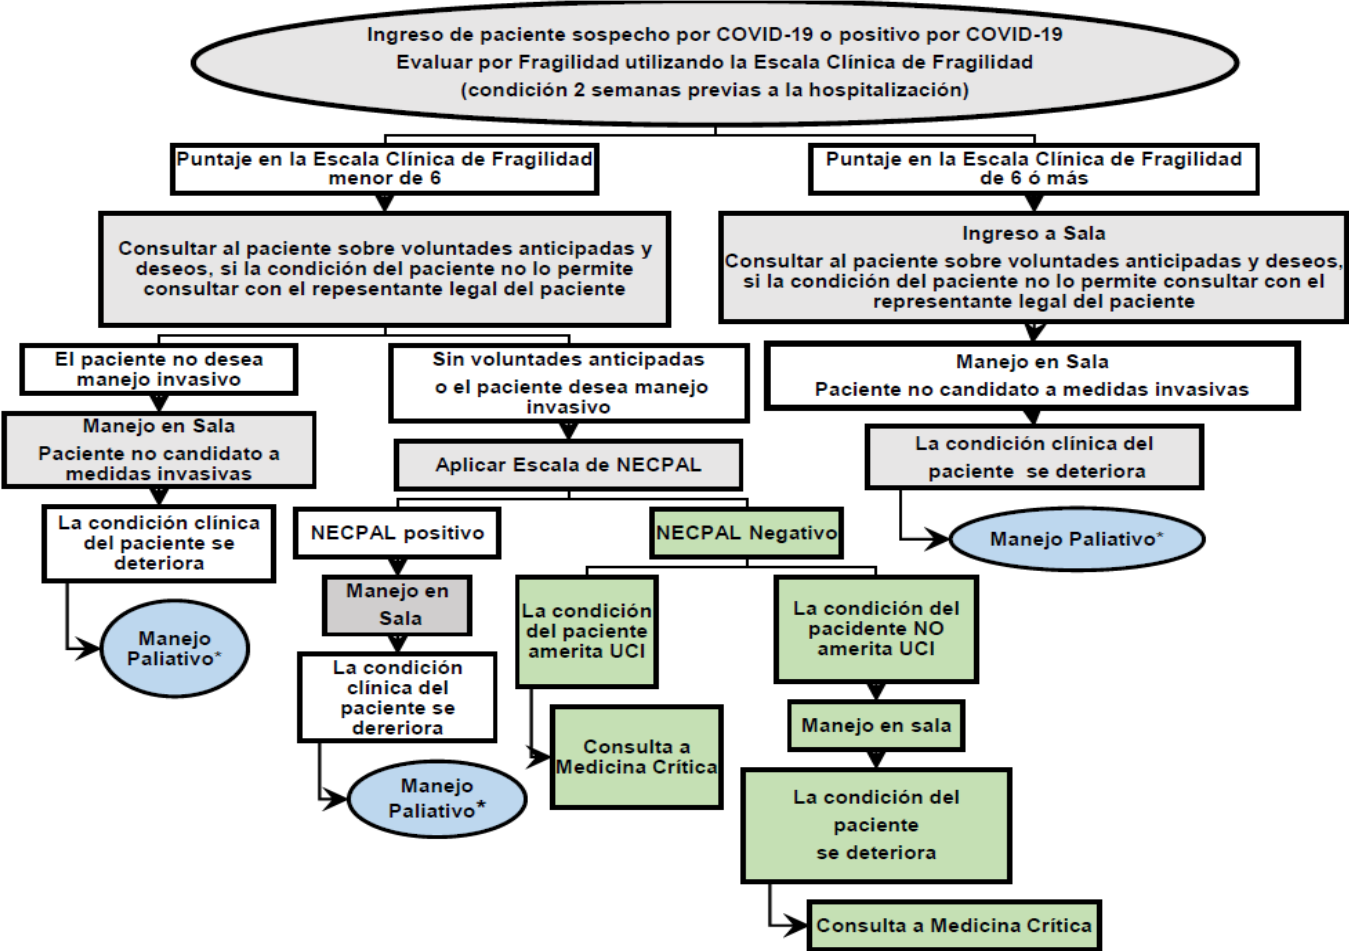 Ingreso de paciente sospecho por COVID-19 o positivo por COVID-19
Evaluar por Fragilidad utilizando la Escala Clínica de Fragilidad
(condición 2 semanas previas a la hospitalización)
Puntaje en la Escala Clínica de Fragilidad
menor de 6
Puntaje en la Escala Clínica de Fragilidad
de 6 ó más
Consultar al paciente sobre voluntades anticipadas y
deseos, si la condición del paciente no lo permite
consultar con el repesentante legal del paciente
Ingreso a Sala
Consultar al paciente sobre voluntades anticipadas y deseos,
si la condición del paciente no lo permite consultar con el
representante legal del paciente
El paciente no desea
manejo invasivo
Sin voluntades anticipadas
o el paciente desea manejo
invasivo
Manejo en Sala
Paciente no candidato a medidas invasivas
Manejo en Sala
Paciente no candidato a
medidas invasivas
Aplicar Escala de NECPAL
La condición clínica del
paciente se deteriora
La condición clínica
del paciente se
deteriora
NECPAL positivo
NECPAL Negativo
Manejo Paliativo*
Manejo
Paliativo*
Manejo en
Sala
La condición
del paciente
amerita UCI
La condición del
pacidente NO
amerita UCI
La condición
clínica del
paciente se
dereriora
Manejo en sala
Consulta a
Medicina Crítica
Manejo
Paliativo*
La condición del
paciente
se deteriora
Consulta a Medicina Crítica